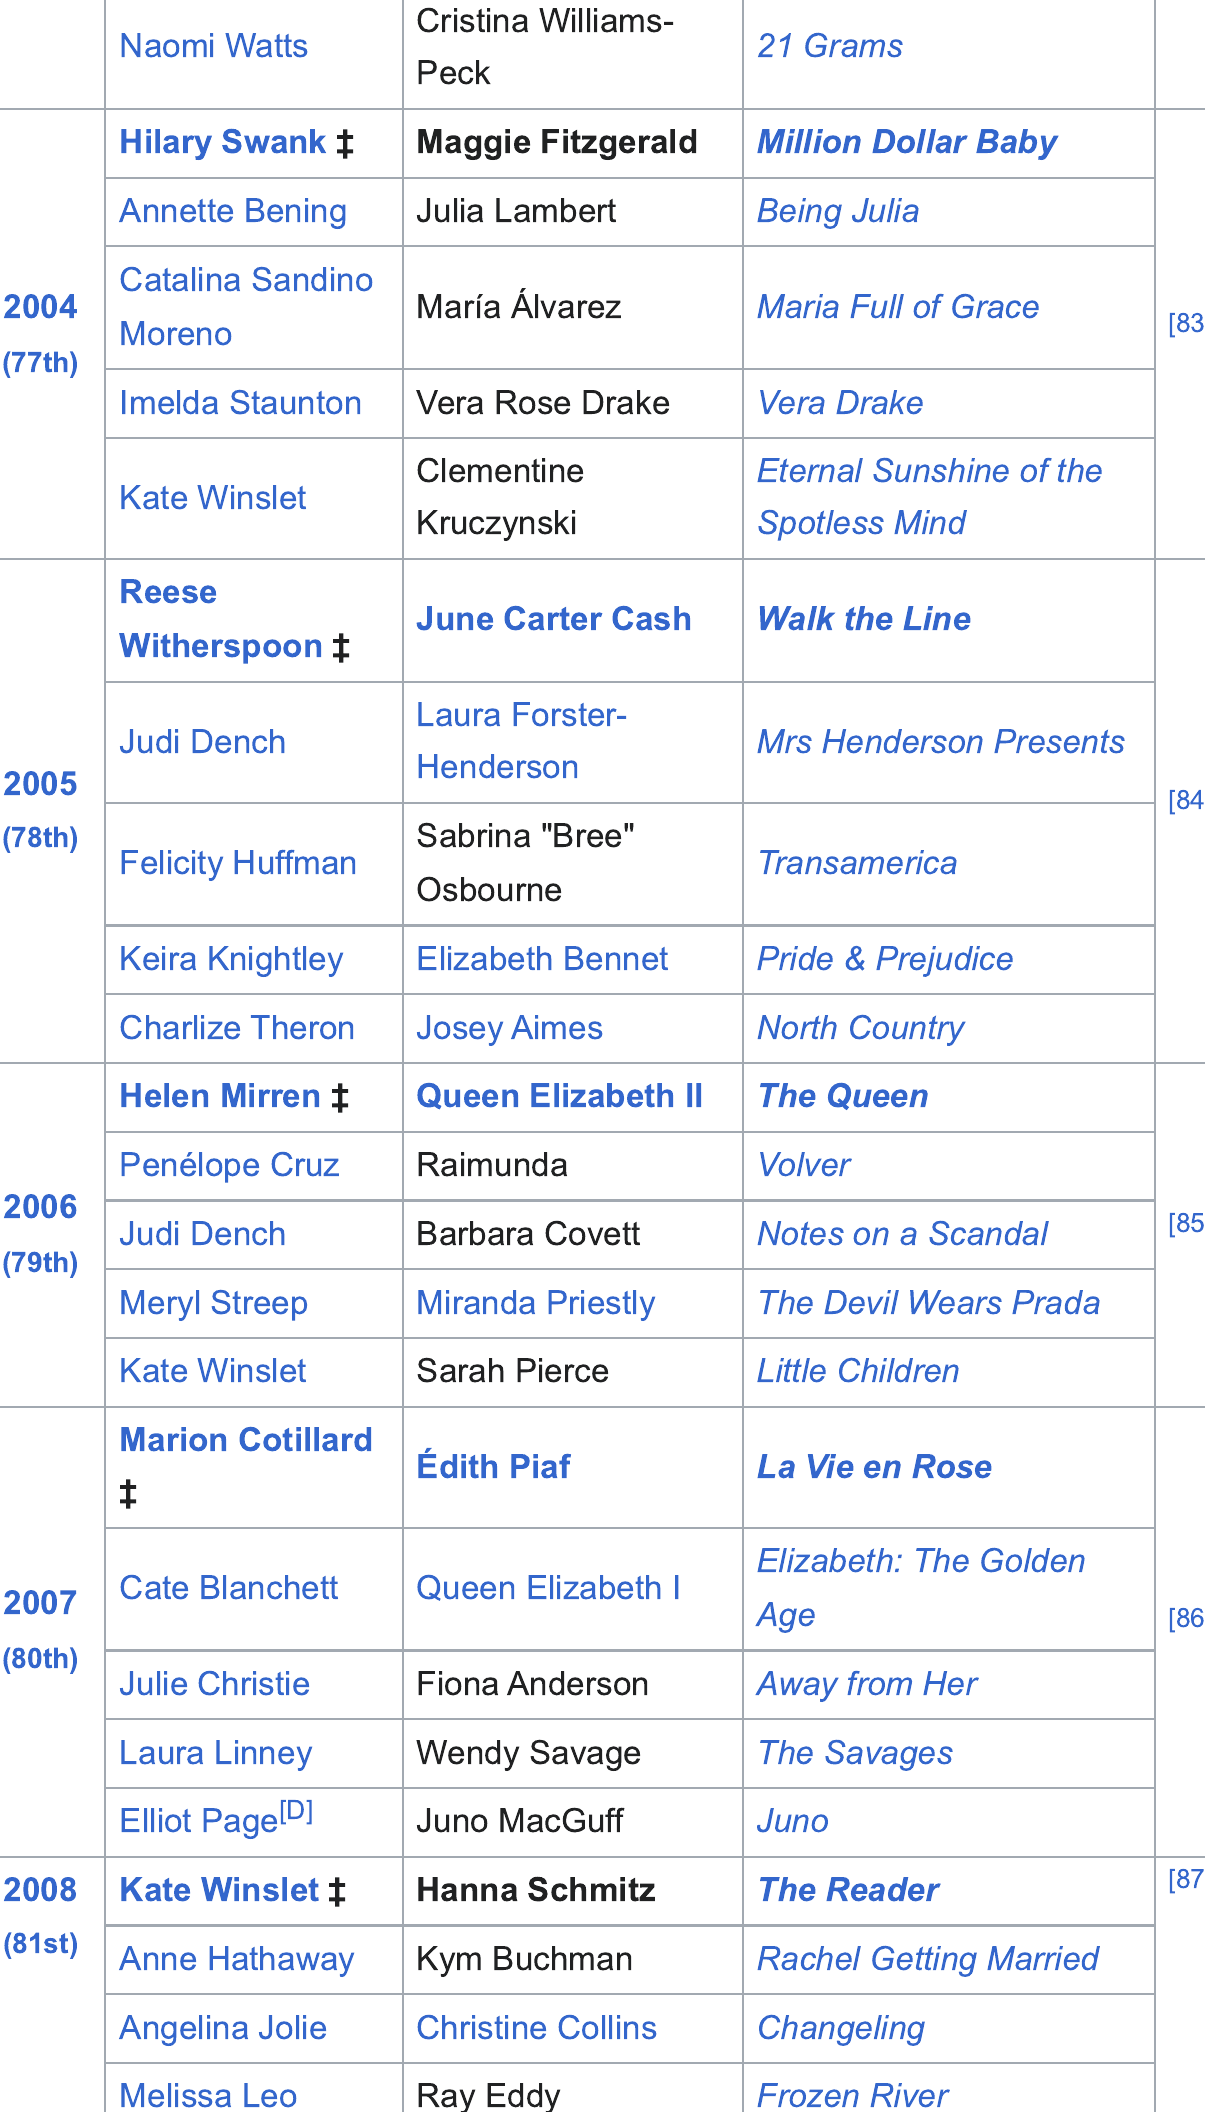 Naomi Watts
Cristina Williams-
Peck
21 Grams
2004
(77th)
Hilary Swank ‡
Maggie Fitzgerald
Million Dollar Baby
[83
Annette Bening
Julia Lambert
Being Julia
Catalina Sandino
Moreno
María Álvarez
Maria Full of Grace
Imelda Staunton
Vera Rose Drake
Vera Drake
Kate Winslet
Clementine
Kruczynski
Eternal Sunshine of the
Spotless Mind
2005
(78th)
Reese
Witherspoon ‡
June Carter Cash
Walk the Line
[84
Judi Dench
Laura Forster-
Henderson
Mrs Henderson Presents
Felicity Huffman
Sabrina "Bree"
Osbourne
Transamerica
Keira Knightley
Elizabeth Bennet
Pride & Prejudice
Charlize Theron
Josey Aimes
North Country
2006
(79th)
Helen Mirren ‡
Queen Elizabeth II
The Queen
[85
Penélope Cruz
Raimunda
Volver
Judi Dench
Barbara Covett
Notes on a Scandal
Meryl Streep
Miranda Priestly
The Devil Wears Prada
Kate Winslet
Sarah Pierce
Little Children
2007
(80th)
Marion Cotillard
‡
Édith Piaf
La Vie en Rose
[86
Cate Blanchett
Queen Elizabeth I
Elizabeth: The Golden
Age
Julie Christie
Fiona Anderson
Away from Her
Laura Linney
Wendy Savage
The Savages
Elliot Page[D]
Juno MacGuff
Juno
2008
(81st)
Kate Winslet ‡
Hanna Schmitz
The Reader
[87
Anne Hathaway
Kym Buchman
Rachel Getting Married
Angelina Jolie
Christine Collins
Changeling
Melissa Leo
Ray Eddy
Frozen River